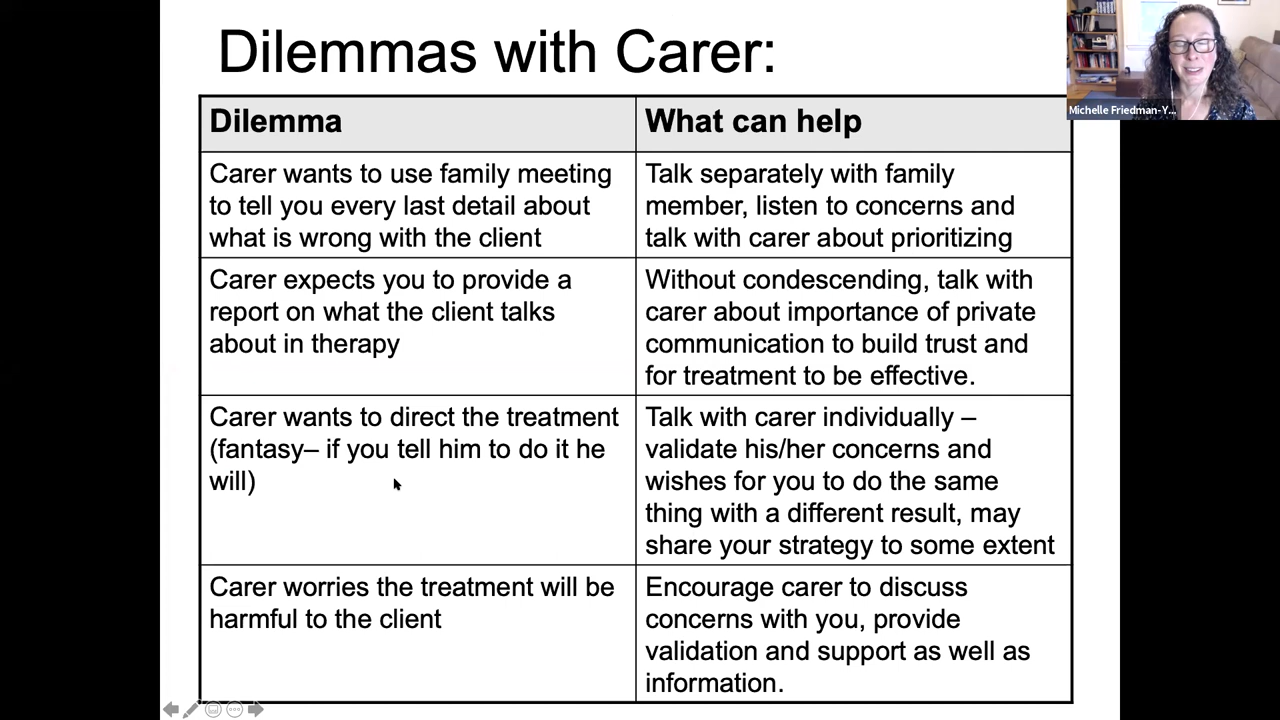 Dilemmas with Carer:
Michelle Friedman-Y...
Dilemma
What can help
Carer wants to use family meeting
to tell you every last detail about
what is wrong with the client
Talk separately with family
member, listen to concerns and
talk with carer about prioritizing
Carer expects you to provide a
report on what the client talks
about in therapy
Without condescending, talk with
carer about importance of private
communication to build trust and
for treatment to be effective.
Carer wants to direct the treatment
(fantasy– if you tell him to do it he
will)
Talk with carer individually –
validate his/her concerns and
wishes for you to do the same
thing with a different result, may
share your strategy to some extent
Carer worries the treatment will be
harmful to the client
Encourage carer to discuss
concerns with you, provide
validation and support as well as
information.